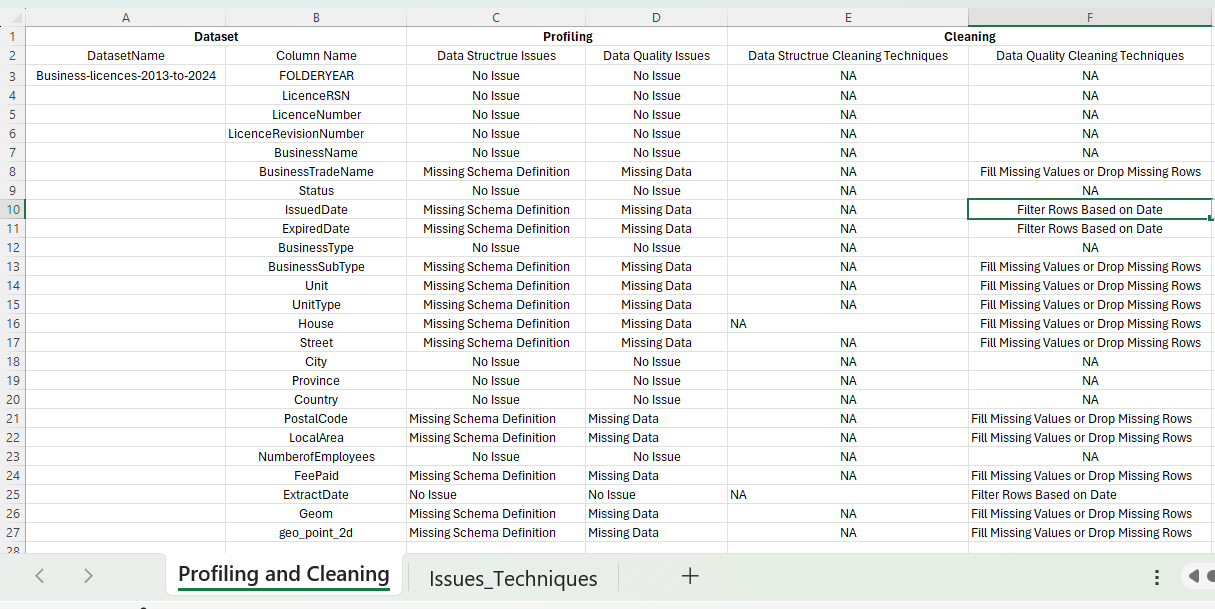 A B C D E F
1 Dataset Profiling Cleaning
2 DatasetName Column Name Data Structrue Issues Data Quality Issues Data Structrue Cleaning Techniques Data Quality Cleaning Techniques
3 Business-licences-2013-to-2024 FOLDERYEAR No Issue No Issue NA NA
4 LicenceRSN No Issue No Issue NA NA
5 LicenceNumber No Issue No Issue NA NA
6 LicenceRevisionNumber No Issue No Issue NA NA
7 BusinessName No Issue No Issue NA NA
8 BusinessTradeName Missing Schema Definition Missing Data NA Fill Missing Values or Drop Missing Rows
9 Status No Issue No Issue NA NA
10 IssuedDate Missing Schema Definition Missing Data NA Filter Rows Based on Date
11 ExpiredDate Missing Schema Definition Missing Data NA Filter Rows Based on Date
12 BusinessType No Issue No Issue NA NA
13 BusinessSubType Missing Schema Definition Missing Data NA Fill Missing Values or Drop Missing Rows
14 Unit Missing Schema Definition Missing Data NA Fill Missing Values or Drop Missing Rows
15 UnitType Missing Schema Definition Missing Data NA Fill Missing Values or Drop Missing Rows
16 House Missing Schema Definition Missing Data NA Fill Missing Values or Drop Missing Rows
17 Street Missing Schema Definition Missing Data NA Fill Missing Values or Drop Missing Rows
18 City No Issue No Issue NA NA
19 Province No Issue No Issue NA NA
20 Country No Issue No Issue NA NA
21 PostalCode Missing Schema Definition Missing Data NA Fill Missing Values or Drop Missing Rows
22 LocalArea Missing Schema Definition Missing Data NA Fill Missing Values or Drop Missing Rows
23 NumberofEmployees No Issue No Issue NA NA
24 FeePaid Missing Schema Definition Missing Data NA Fill Missing Values or Drop Missing Rows
25 ExtractDate No Issue No Issue NA Filter Rows Based on Date
26 Geom Missing Schema Definition Missing Data NA Fill Missing Values or Drop Missing Rows
27 geo_point_2d Missing Schema Definition Missing Data NA Fill Missing Values or Drop Missing Rows
28
Profiling and Cleaning Issues_Techniques